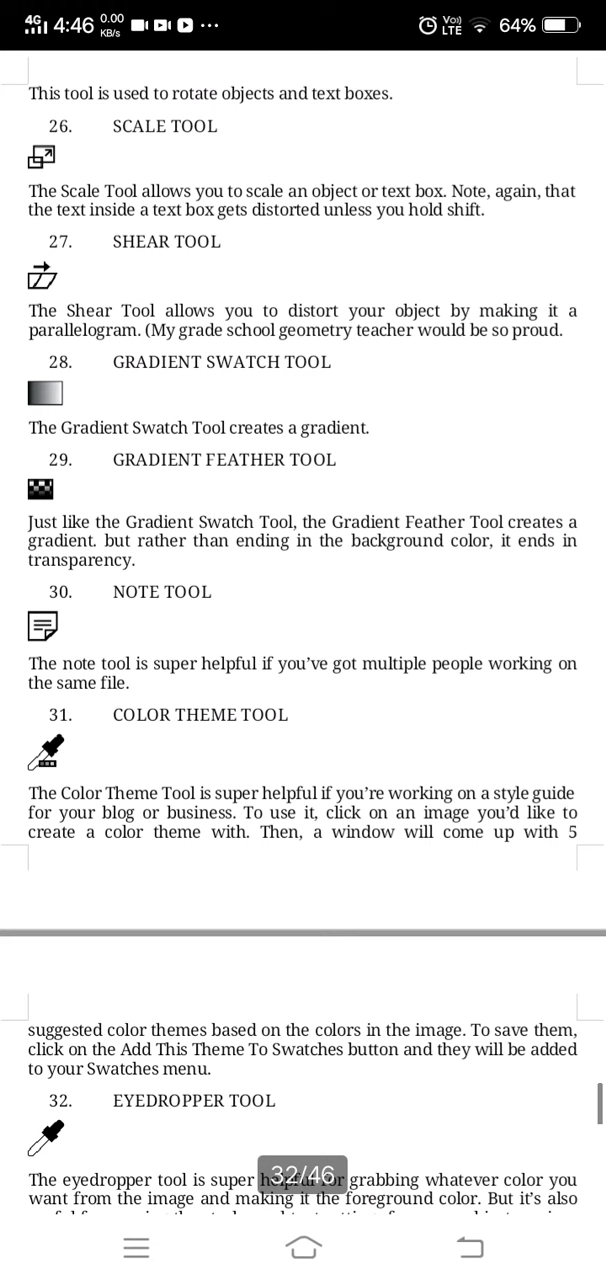 4G 4:46 0.00 KB/s ... Vo)) LTE 64%
This tool is used to rotate objects and text boxes.
26. SCALE TOOL
The Scale Tool allows you to scale an object or text box. Note, again, that
the text inside a text box gets distorted unless you hold shift.
27. SHEAR TOOL
The Shear Tool allows you to distort your object by making it a
parallelogram. (My grade school geometry teacher would be so proud.
28. GRADIENT SWATCH TOOL
The Gradient Swatch Tool creates a gradient.
29. GRADIENT FEATHER TOOL
Just like the Gradient Swatch Tool, the Gradient Feather Tool creates a
gradient. but rather than ending in the background color, it ends in
transparency.
30. NOTE TOOL
The note tool is super helpful if you’ve got multiple people working on
the same file.
31. COLOR THEME TOOL
The Color Theme Tool is super helpful if you’re working on a style guide
for your blog or business. To use it, click on an image you’d like to
create a color theme with. Then, a window will come up with 5
suggested color themes based on the colors in the image. To save them,
click on the Add This Theme To Swatches button and they will be added
to your Swatches menu.
32. EYEDROPPER TOOL
The eyedropper tool is super helpful for grabbing whatever color you
32/46
want from the image and making it the foreground color. But it’s also